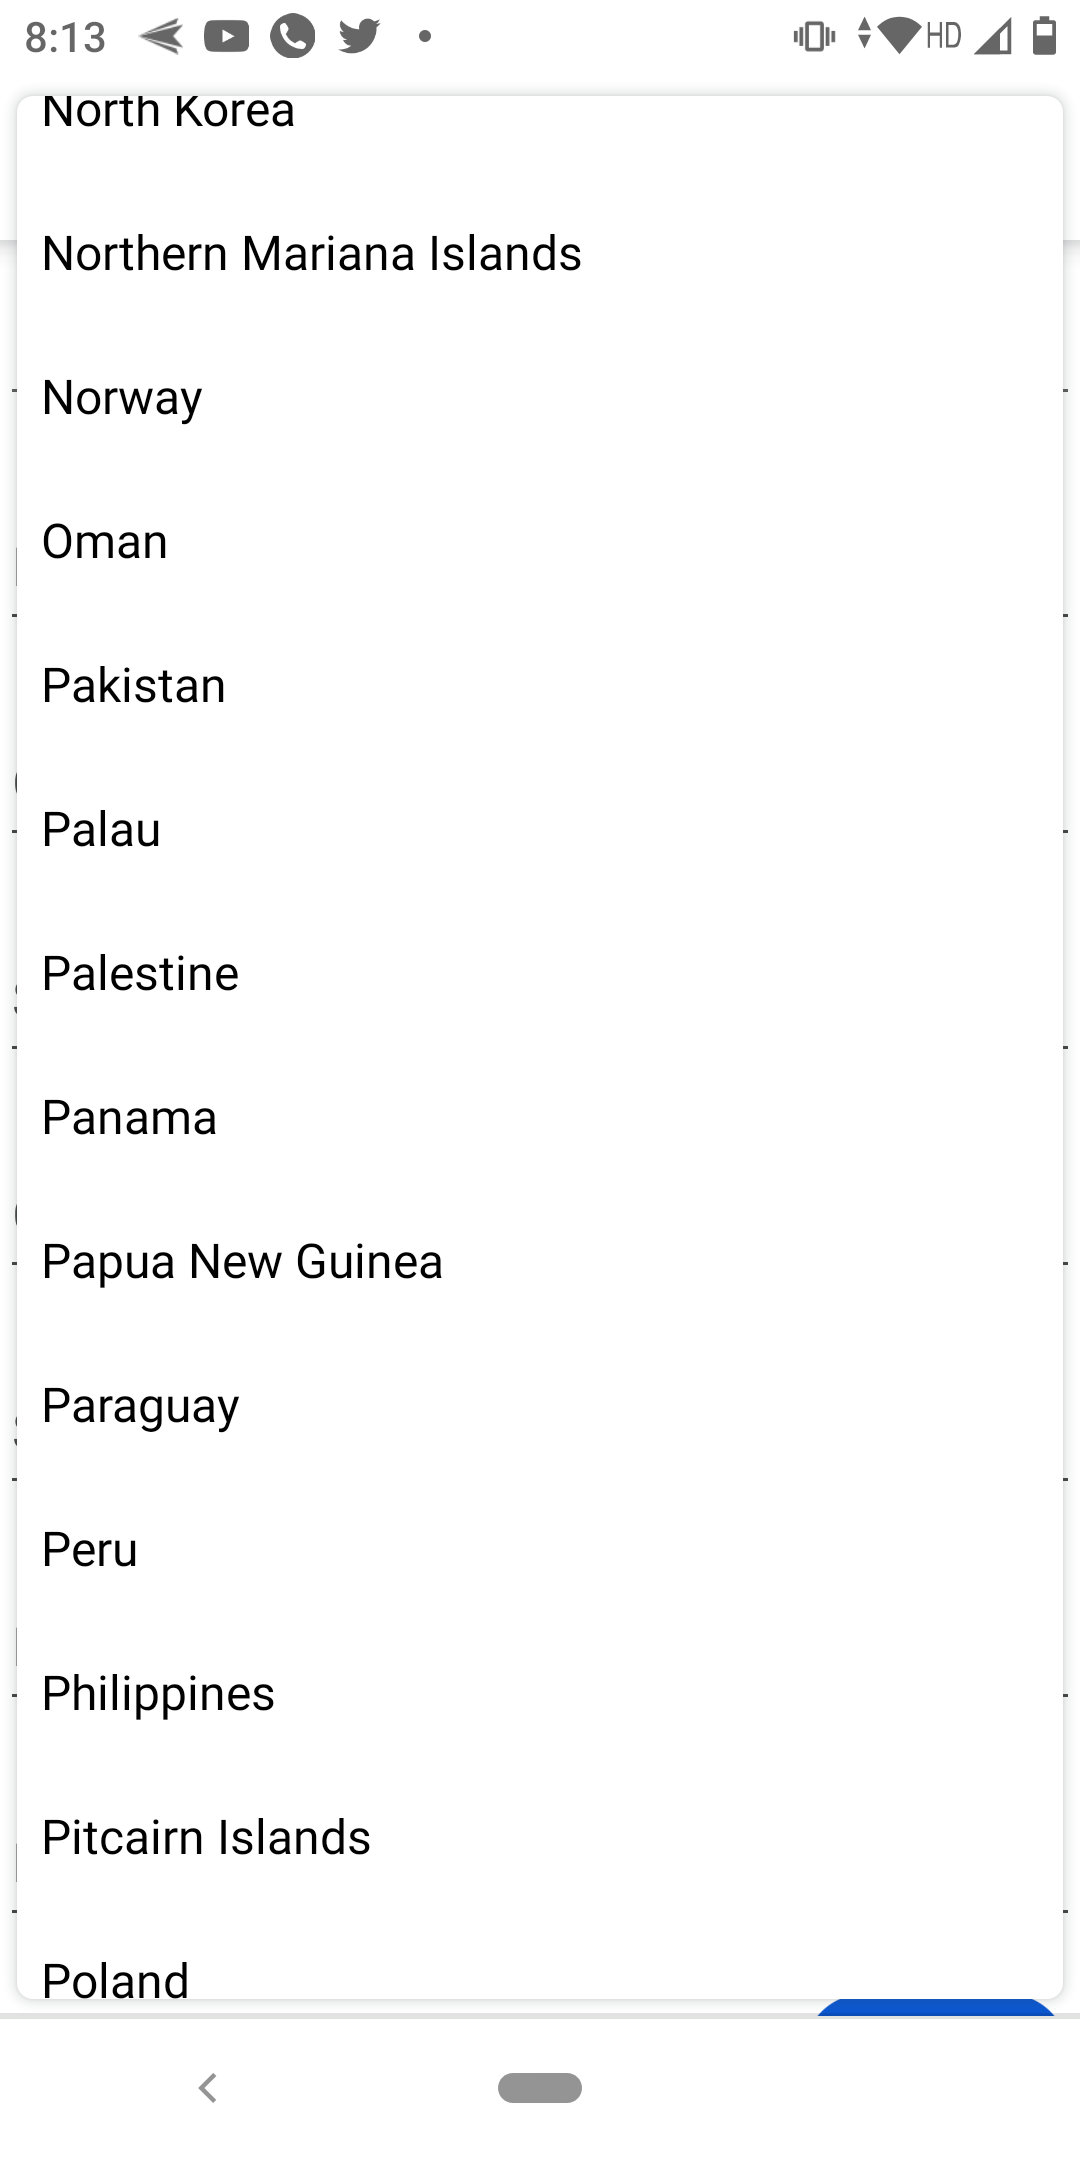 8:13
HD
North Korea
Northern Mariana Islands
Norway
Oman
Pakistan
Palau
Palestine
Panama
Papua New Guinea
Paraguay
Peru
Philippines
Pitcairn Islands
Poland